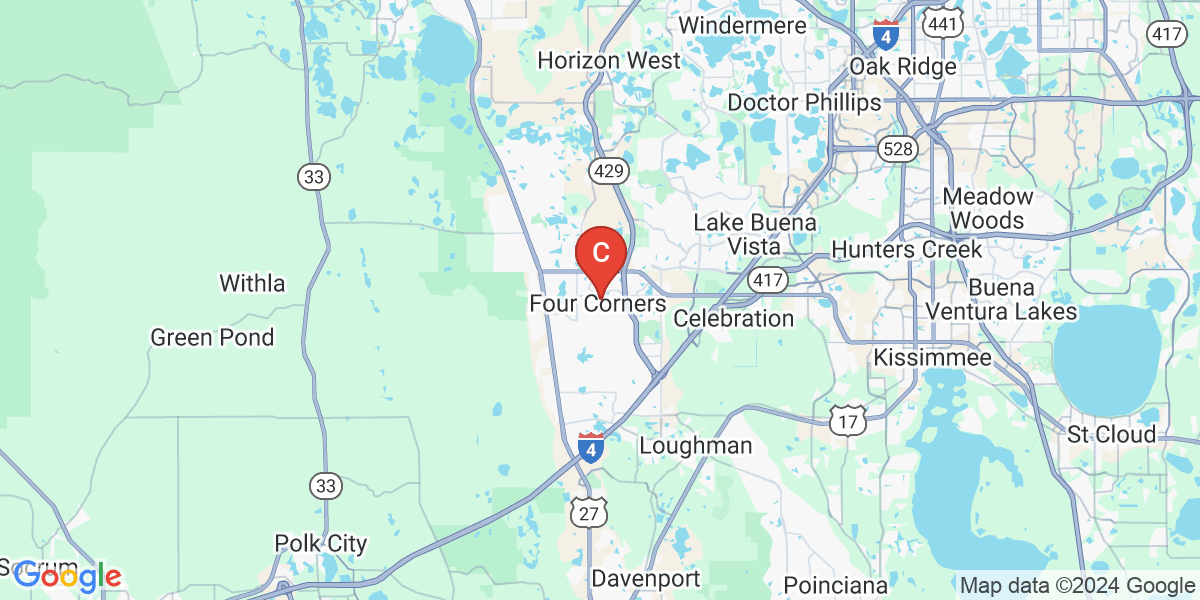 Windermere
441
4
417
Horizon West
Oak Ridge
Doctor Phillips
528
33
429
Meadow
Woods
Lake Buena
Vista
Hunters Creek
C
417
Withla
Buena
Ventura Lakes
Four Corners
Celebration
Green Pond
Kissimmee
17
St Cloud
Loughman
4
33
27
Polk City
Socrum
Google
Davenport
Poinciana
Map data ©2024 Google